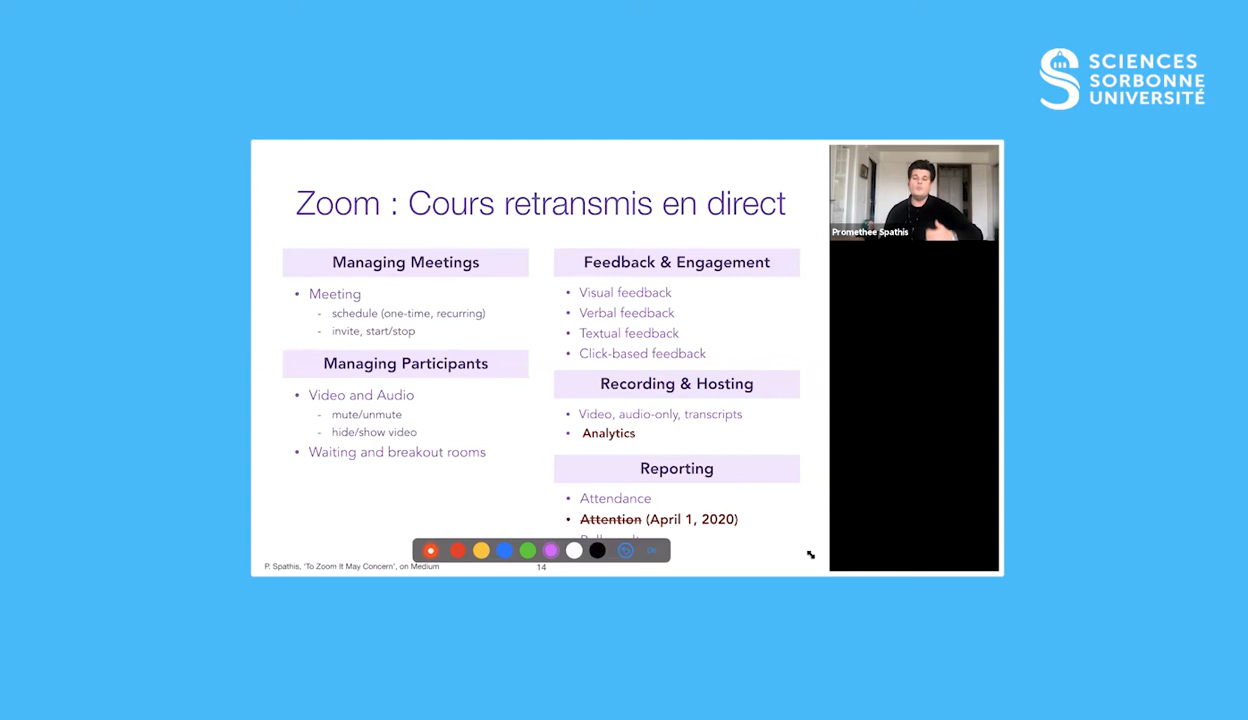 SCIENCES
SORBONNE
UNIVERSITÉ
Zoom : Cours retransmis en direct
Managing Meetings
• Meeting
- schedule (one-time, recurring)
- invite, start/stop
Managing Participants
• Video and Audio
- mute/unmute
- hide/show video
• Waiting and breakout rooms
Feedback & Engagement
• Visual feedback
• Verbal feedback
• Textual feedback
• Click-based feedback
Recording & Hosting
• Video, audio-only, transcripts
• Analytics
Reporting
• Attendance
• Attention (April 1, 2020)
P. Spathis, 'To Zoom It May Concern', on Medium
14
Promethee Spathis